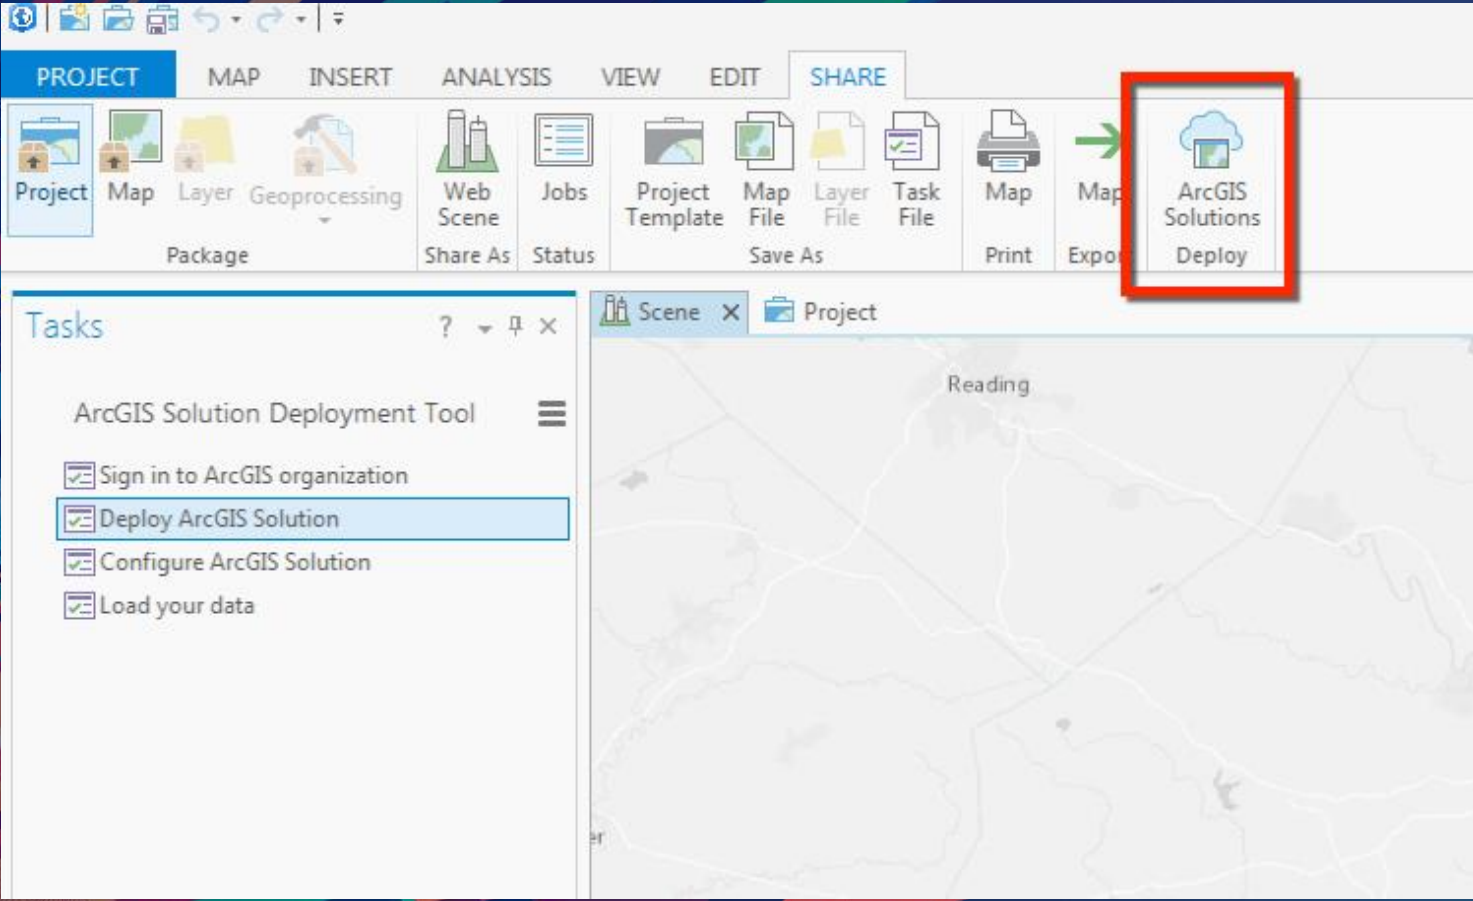 PROJECT MAP INSERT ANALYSIS VIEW EDIT SHARE
Project Map Layer Geoprocessing Web Scene Jobs Project Template Map File Layer File Task File Map Map ArcGIS Solutions
Package Share As Status Save As Print Expor Deploy
Tasks ?
Scene Project
ArcGIS Solution Deployment Tool
Sign in to ArcGIS organization
Deploy ArcGIS Solution
Configure ArcGIS Solution
Load your data
Reading
er